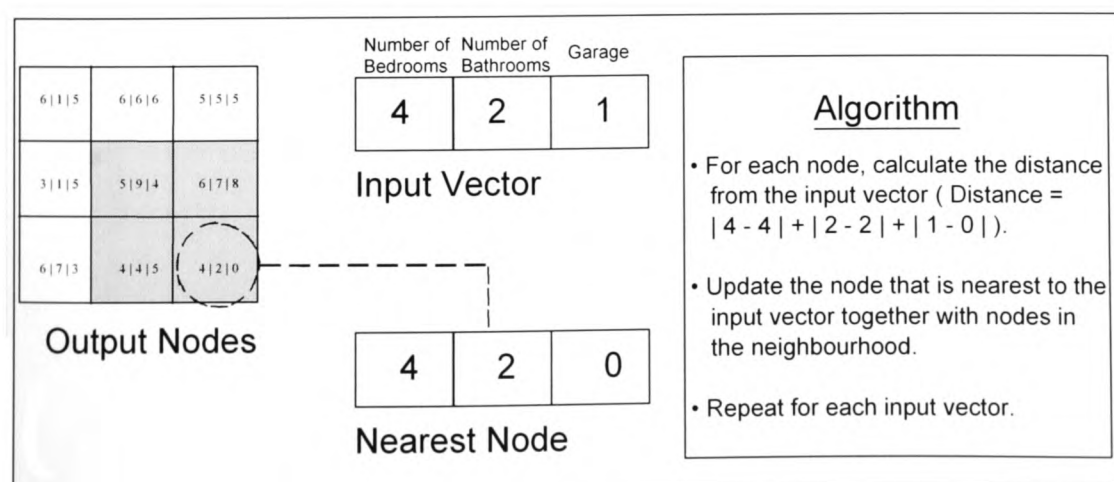 6|1|5 6|6|6 5|5|5
3|1|5 5|9|4 6|7|8
6|7|3 4|4|5 4|2|0
Output Nodes
Number of Bedrooms Number of Bathrooms Garage
4 2 1
Input Vector
4 2 0
Nearest Node
Algorithm
• For each node, calculate the distance
from the input vector ( Distance =
| 4 - 4 | + | 2 - 2 | + | 1 - 0 | ).
• Update the node that is nearest to the
input vector together with nodes in
the neighbourhood.
• Repeat for each input vector.